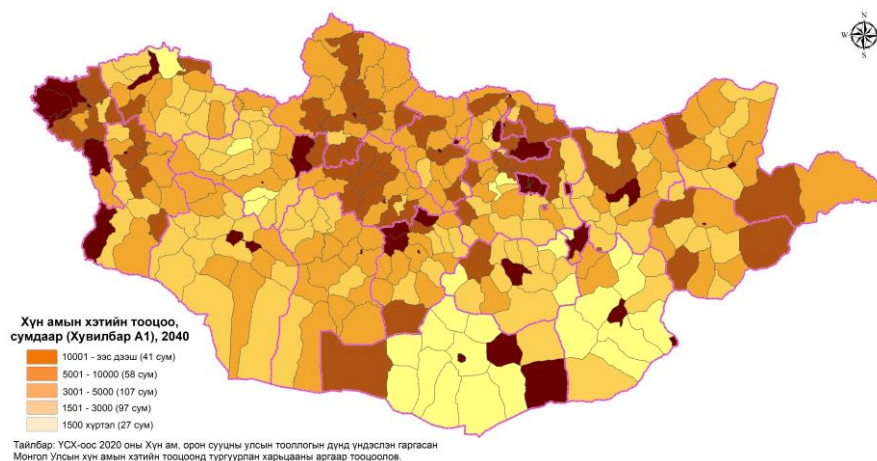 N
W E
S
Хүн амын хэтийн тооцоо,
сумдаар (Хувилбар А1), 2040
10001 - ээс дээш (41 сум)
5001 - 10000 (58 сум)
3001 - 5000 (107 сум)
1501 - 3000 (97 сум)
1500 хүртэл (27 сум)
Тайлбар: ҮСХ-оос 2020 оны Хүн ам, орон сууцны улсын тооллогын дүнд үндэслэн гаргасан
Монгол Улсын хүн амын хэтийн тооцоонд тургуурлан харьцааны аргаар тооцоолов.